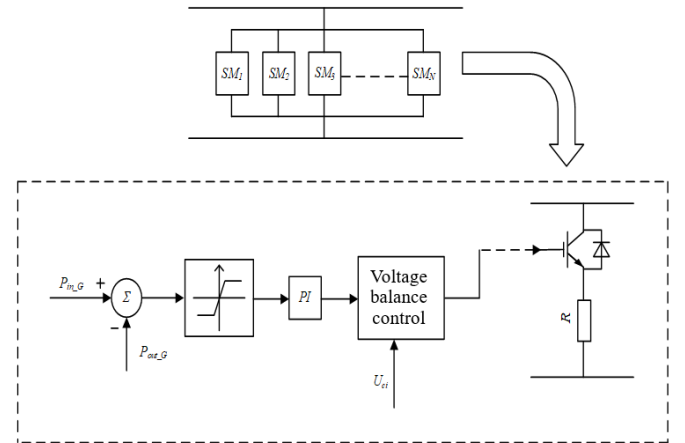 SM1 SM2 SM3 SMN
Pin_G + Σ
−
Pout_G
PI
Voltage
balance
control
Uci
R